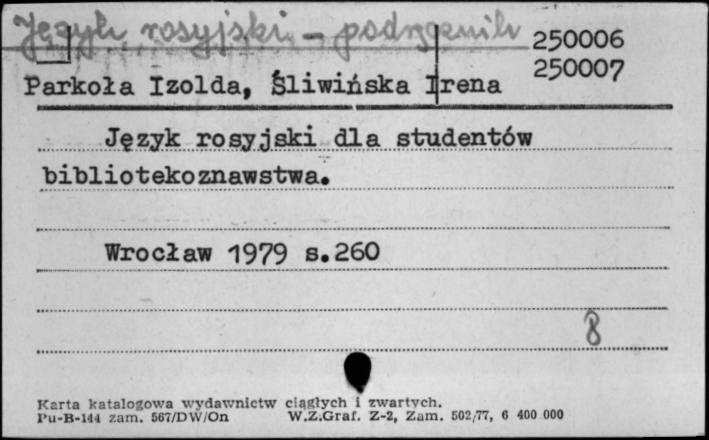 Język rosyjski – podręcznik
250006
250007
Parkoła Izolda, Śliwińska Irena
Język rosyjski dla studentów
bibliotekoznawstwa.
Wrocław 1979 s.260
8
Karta katalogowa wydawnictw ciągłych i zwartych.
Pu-B-144 zam. 567/DW/On W.Z.Graf. Z-2, Zam. 502/77, 6 400 000